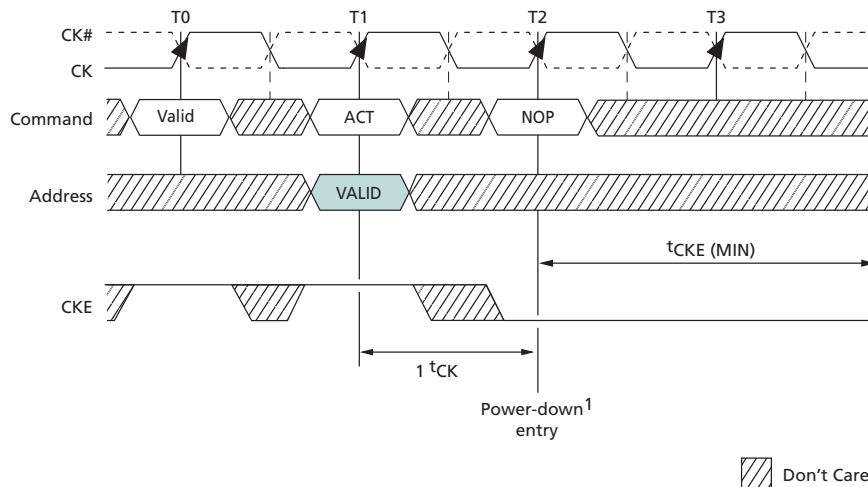 T0 T1 T2 T3
CK#
CK
Command Valid ACT NOP
Address VALID
tCKE (MIN)
CKE
1 tCK
Power-down1
entry
Don't Care